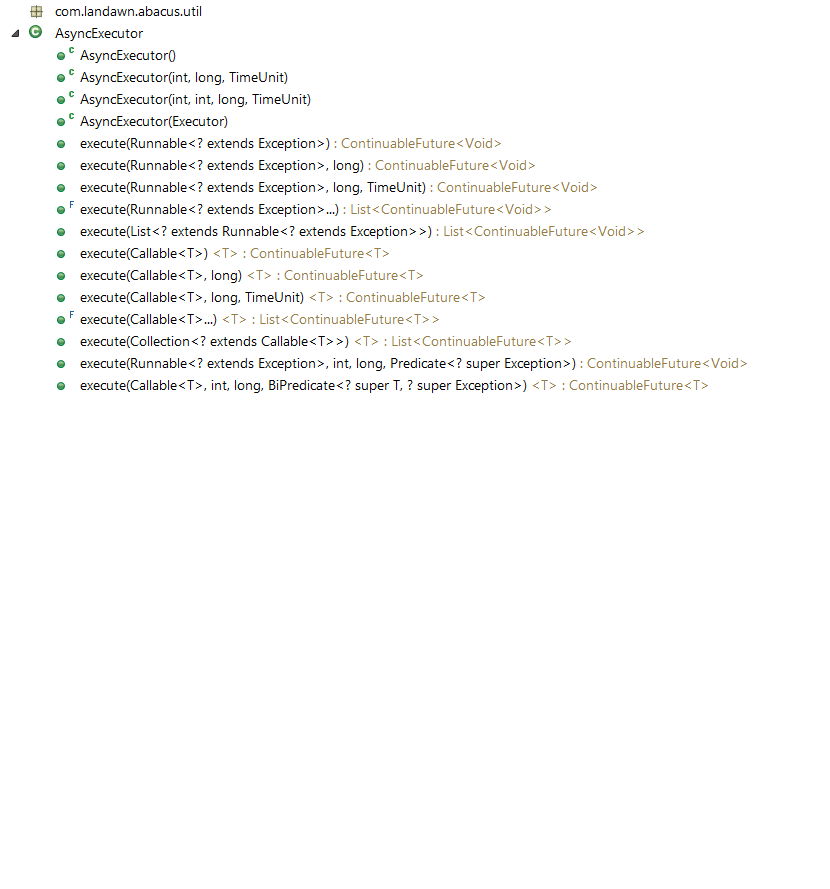 com.landawn.abacus.util
AsyncExecutor
C AsyncExecutor()
C AsyncExecutor(int, long, TimeUnit)
C AsyncExecutor(int, int, long, TimeUnit)
C AsyncExecutor(Executor)
execute(Runnable<? extends Exception>) : ContinuableFuture<Void>
execute(Runnable<? extends Exception>, long) : ContinuableFuture<Void>
execute(Runnable<? extends Exception>, long, TimeUnit) : ContinuableFuture<Void>
F execute(Runnable<? extends Exception>...) : List<ContinuableFuture<Void>>
execute(List<? extends Runnable<? extends Exception>>) : List<ContinuableFuture<Void>>
execute(Callable<T>) <T> : ContinuableFuture<T>
execute(Callable<T>, long) <T> : ContinuableFuture<T>
execute(Callable<T>, long, TimeUnit) <T> : ContinuableFuture<T>
F execute(Callable<T>...) <T> : List<ContinuableFuture<T>>
execute(Collection<? extends Callable<T>>) <T> : List<ContinuableFuture<T>>
execute(Runnable<? extends Exception>, int, long, Predicate<? super Exception>) : ContinuableFuture<Void>
execute(Callable<T>, int, long, BiPredicate<? super T, ? super Exception>) <T> : ContinuableFuture<T>